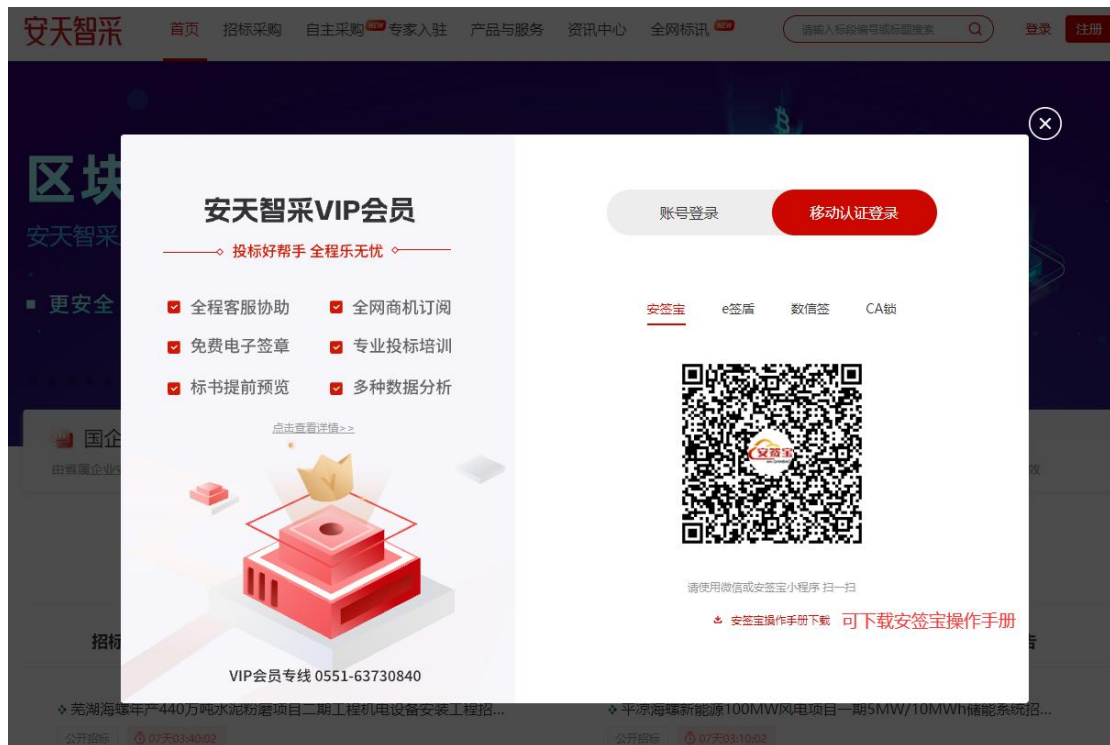 安天智采 首页 招标采购 自主采购 NEW 专家入驻 产品与服务 资讯中心 全网标讯 NEW 请输入标段编号或标题搜索 登录 注册
区块
安天智采
更安全
国企
由省属企业
效
招标
告
安天智采VIP会员
投标好帮手 全程乐无忧
全程客服协助 全网商机订阅
免费电子签章 专业投标培训
标书提前预览 多种数据分析
点击查看详情>>
VIP会员专线 0551-63730840
账号登录 移动认证登录
安签宝 e签盾 数信签 CA锁
安签宝
请使用微信或安签宝小程序 扫一扫
安签宝操作手册下载 可下载安签宝操作手册
芜湖海螺年产440万吨水泥粉磨项目二期工程机电设备安装工程招...
公开招标 07天03:40:02
平凉海螺新能源100MW风电项目一期5MW/10MWh储能系统招...
公开招标 07天03:10:02